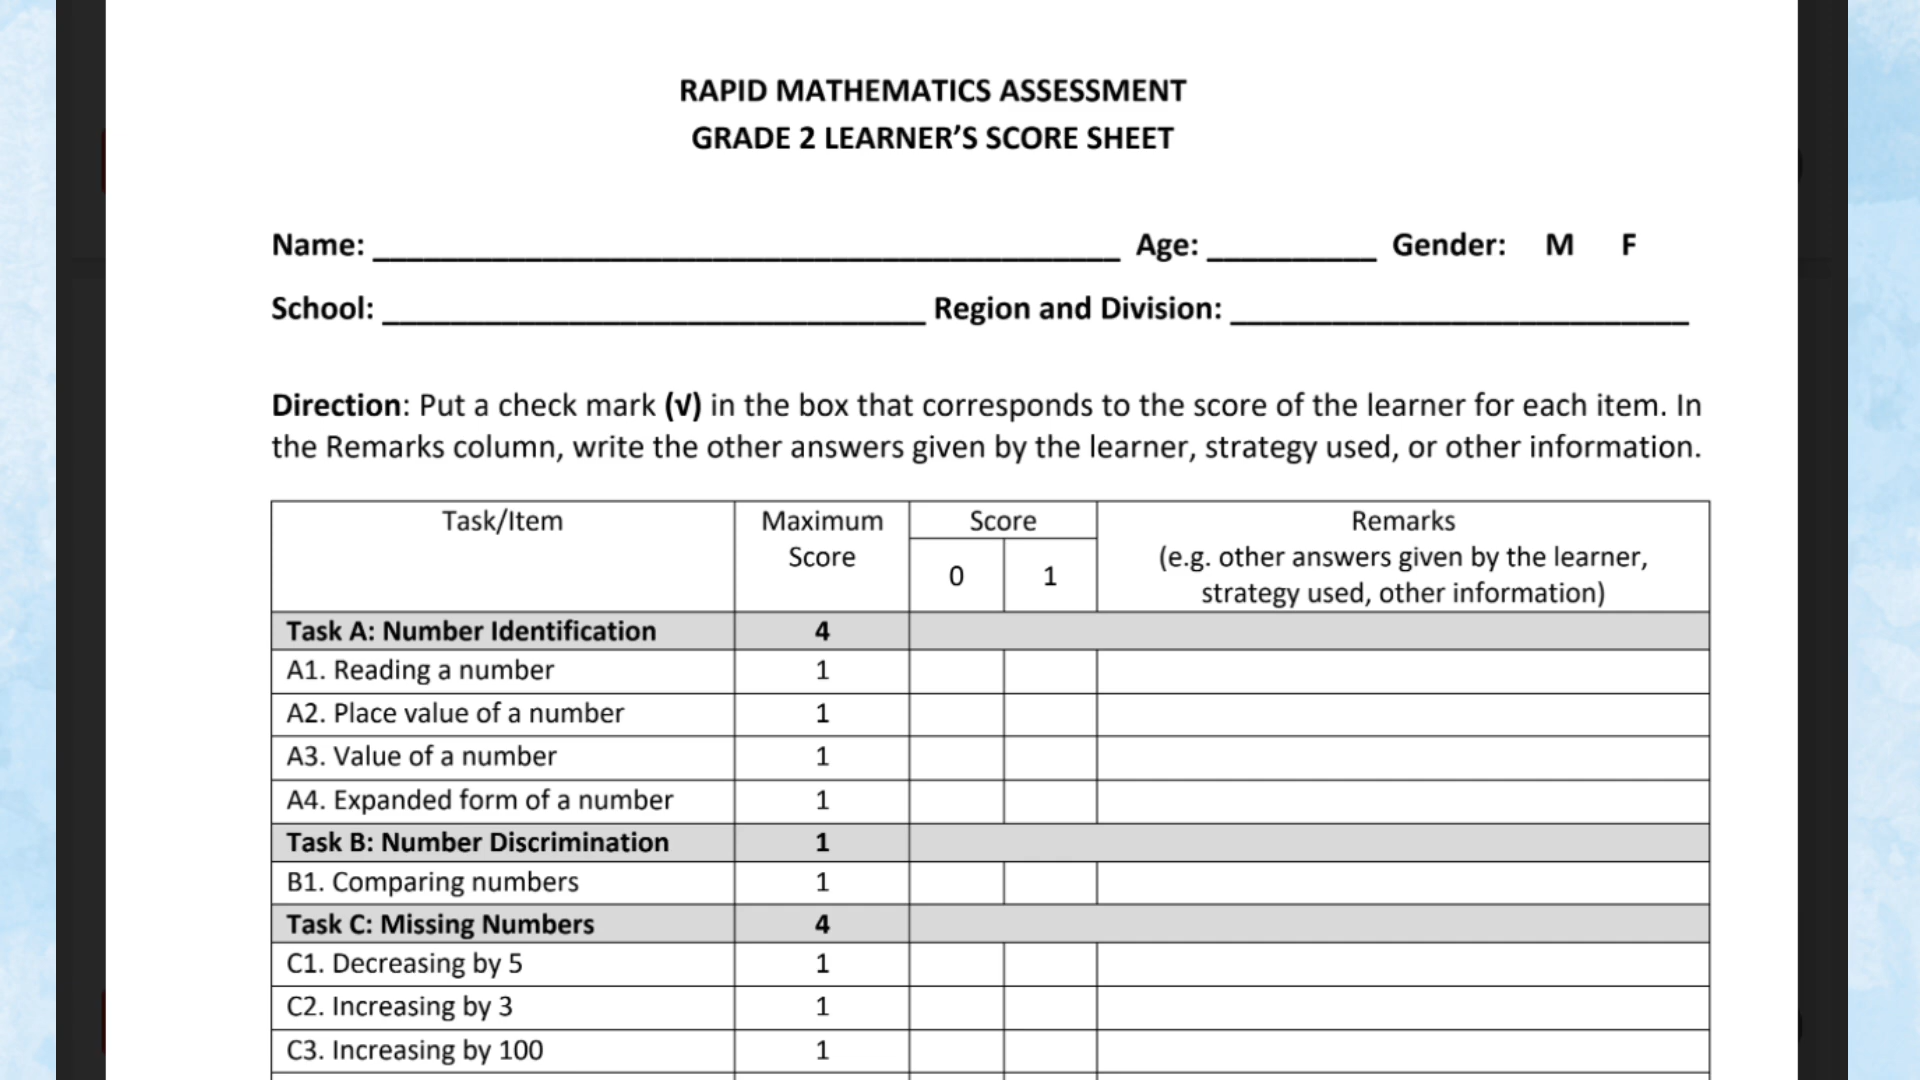 RAPID MATHEMATICS ASSESSMENT
GRADE 2 LEARNER’S SCORE SHEET
Name: ____________________________________________ Age: __________ Gender: M F
School: ________________________________ Region and Division: ___________________________
Direction: Put a check mark (√) in the box that corresponds to the score of the learner for each item. In
the Remarks column, write the other answers given by the learner, strategy used, or other information.
Task/Item Maximum Score Score Remarks
0 1 (e.g. other answers given by the learner,
strategy used, other information)
Task A: Number Identification 4
A1. Reading a number 1
A2. Place value of a number 1
A3. Value of a number 1
A4. Expanded form of a number 1
Task B: Number Discrimination 1
B1. Comparing numbers 1
Task C: Missing Numbers 4
C1. Decreasing by 5 1
C2. Increasing by 3 1
C3. Increasing by 100 1